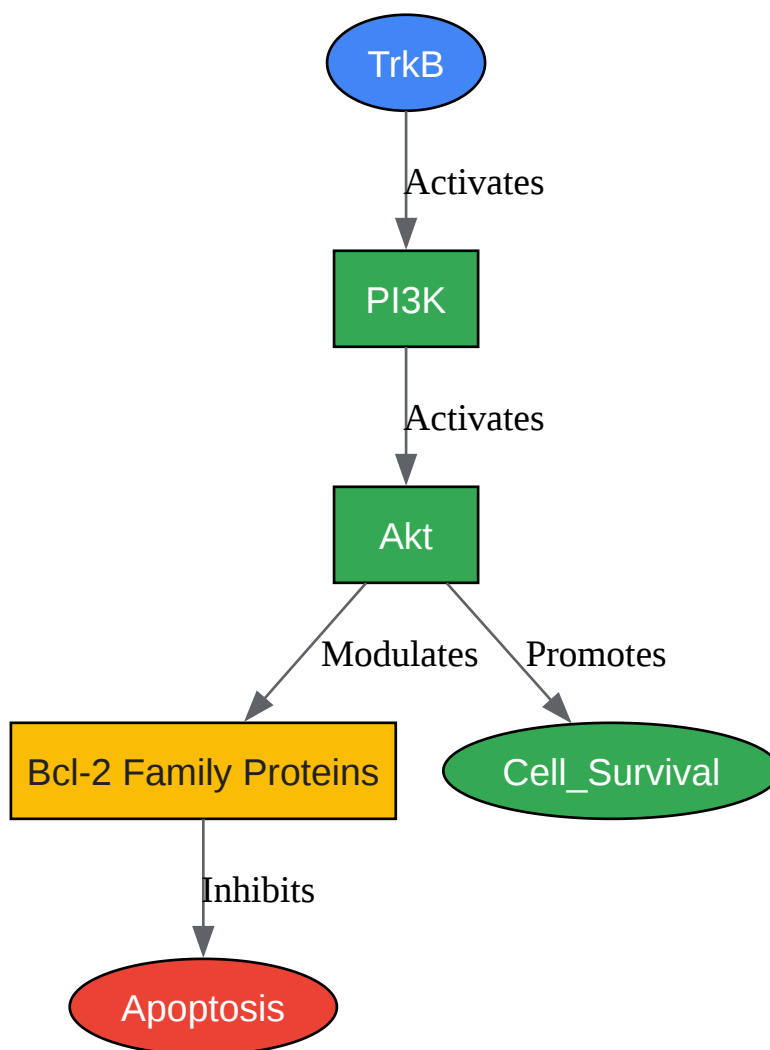 TrkB
Activates
PI3K
Activates
Akt
Modulates
Promotes
Bcl-2 Family Proteins
Cell_Survival
Inhibits
Apoptosis